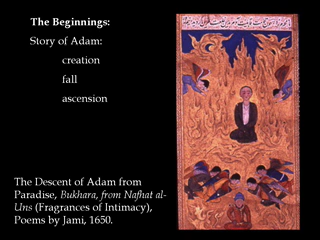 The Beginnings:
Story of Adam:
creation
fall
ascension
The Descent of Adam from
Paradise, Bukhara, from Nafhat al-
Uns (Fragrances of Intimacy),
Poems by Jami, 1650.